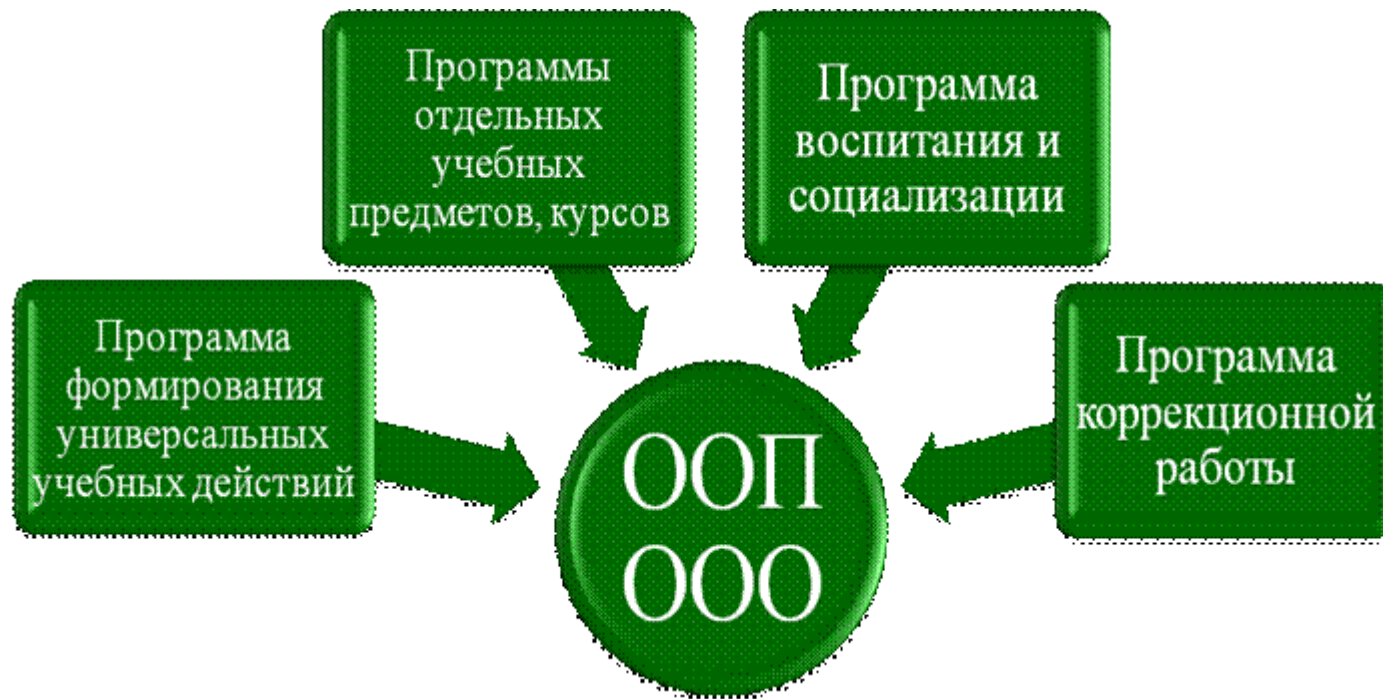 Программы
отдельных
учебных
предметов, курсов
Программа
воспитания и
социализации
Программа
формирования
универсальных
учебных действий
Программа
коррекционной
работы
ООП
ООО